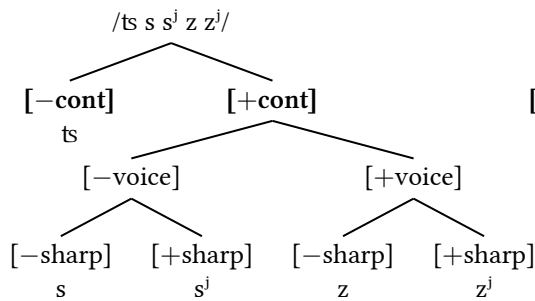 /ts s sʲ z zʲ/
[−cont] [+cont] [
ts
[−voice] [+voice]
[−sharp] [+sharp] [−sharp] [+sharp]
s sʲ z zʲ